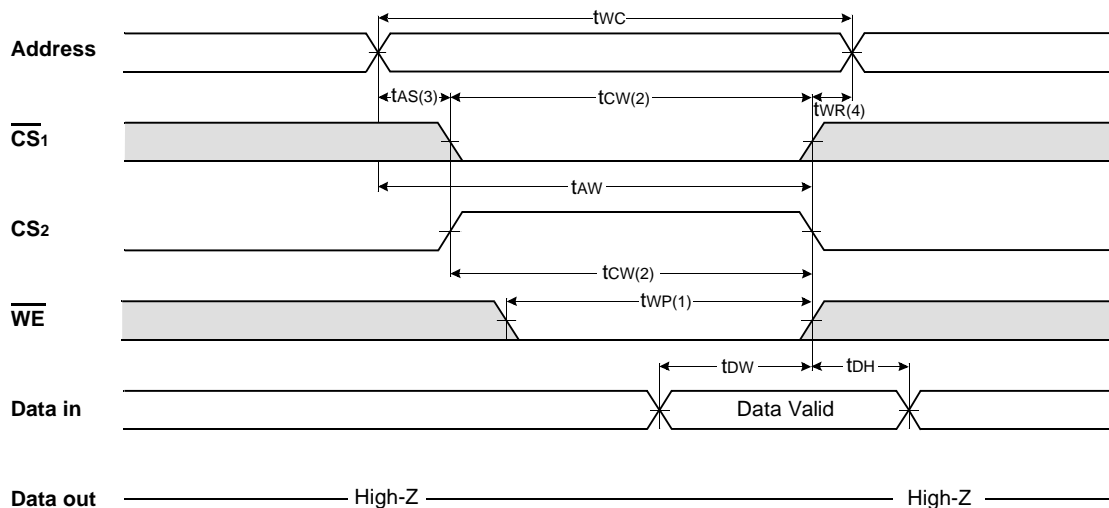 tWC
Address
tAS(3) tCW(2) tWR(4)
CS1
tAW
CS2
tCW(2)
tWP(1)
WE
tDW tDH
Data in Data Valid
Data out High-Z High-Z